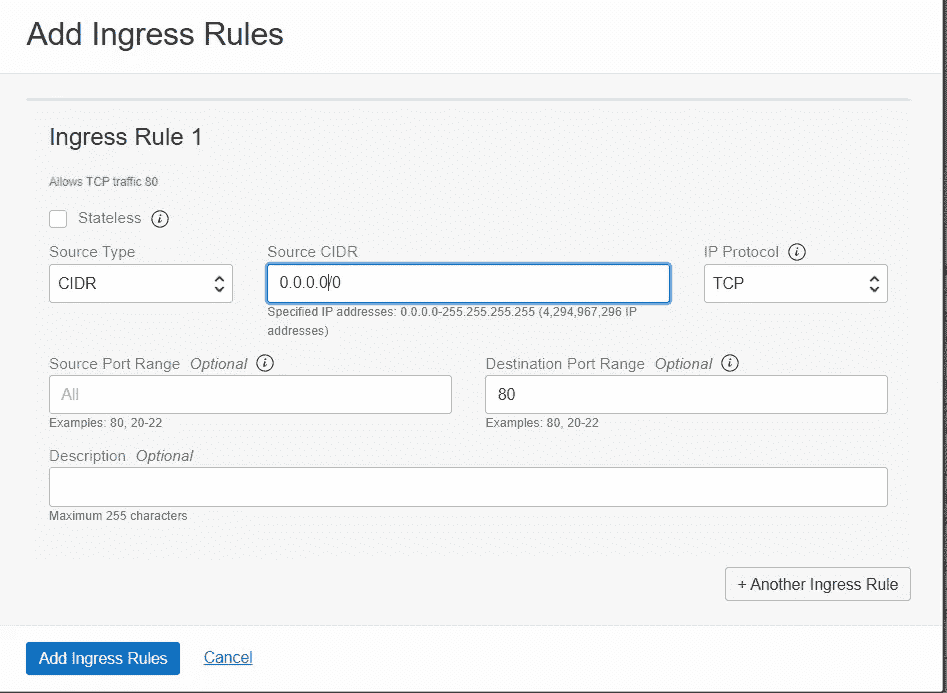 Add Ingress Rules
Ingress Rule 1
Allows TCP traffic 80
Stateless i
Source Type
CIDR
Source CIDR
0.0.0.0/0
Specified IP addresses: 0.0.0.0-255.255.255.255 (4,294,967,296 IP
addresses)
IP Protocol i
TCP
Source Port Range Optional i
All
Examples: 80, 20-22
Destination Port Range Optional i
80
Examples: 80, 20-22
Description Optional
Maximum 255 characters
+ Another Ingress Rule
Add Ingress Rules Cancel